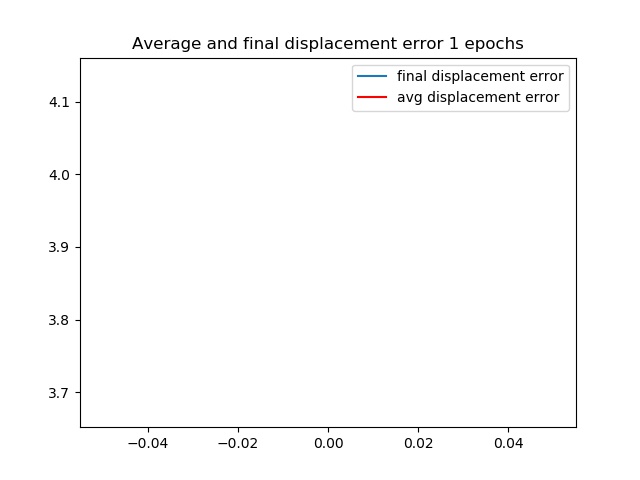 Average and final displacement error 1 epochs
final displacement error
avg displacement error
4.1
4.0
3.9
3.8
3.7
−0.04 −0.02 0.00 0.02 0.04